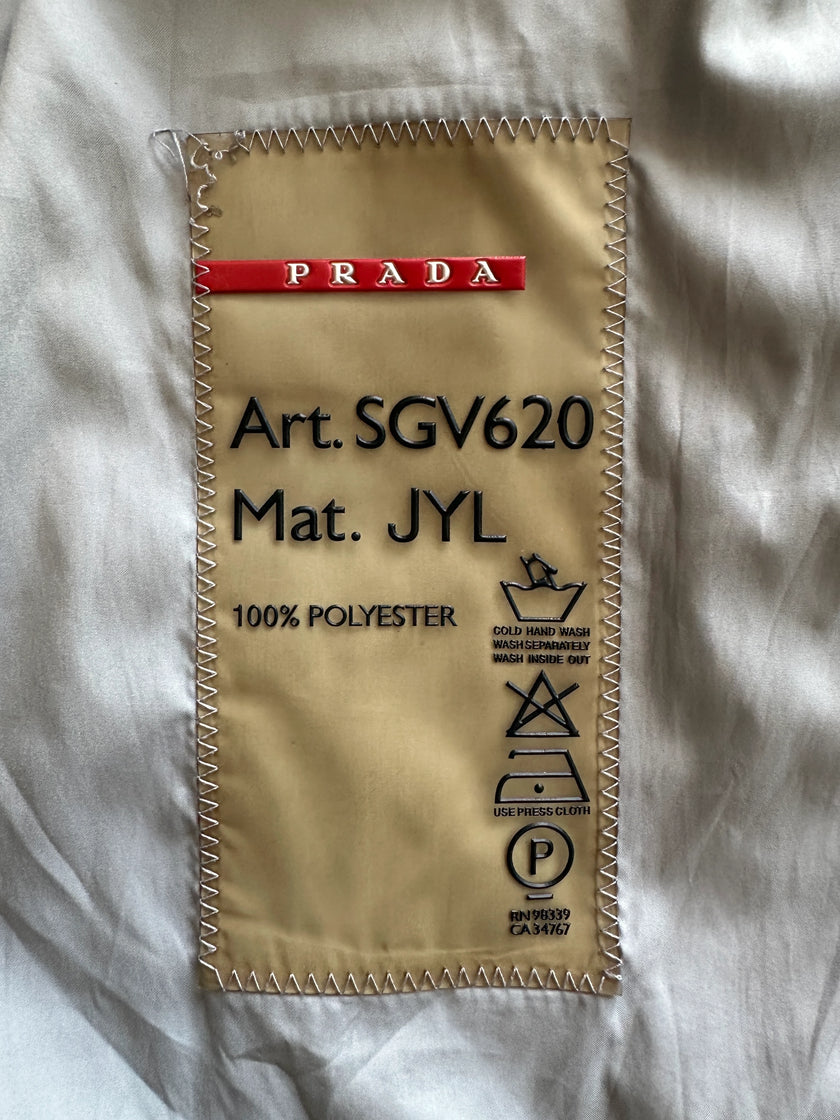 PRADA
Art. SGV620
Mat. JYL
100% POLYESTER
COLD HAND WASH
WASH SEPARATELY
WASH INSIDE OUT
USE PRESS CLOTH
P
RN 98339
CA 34767